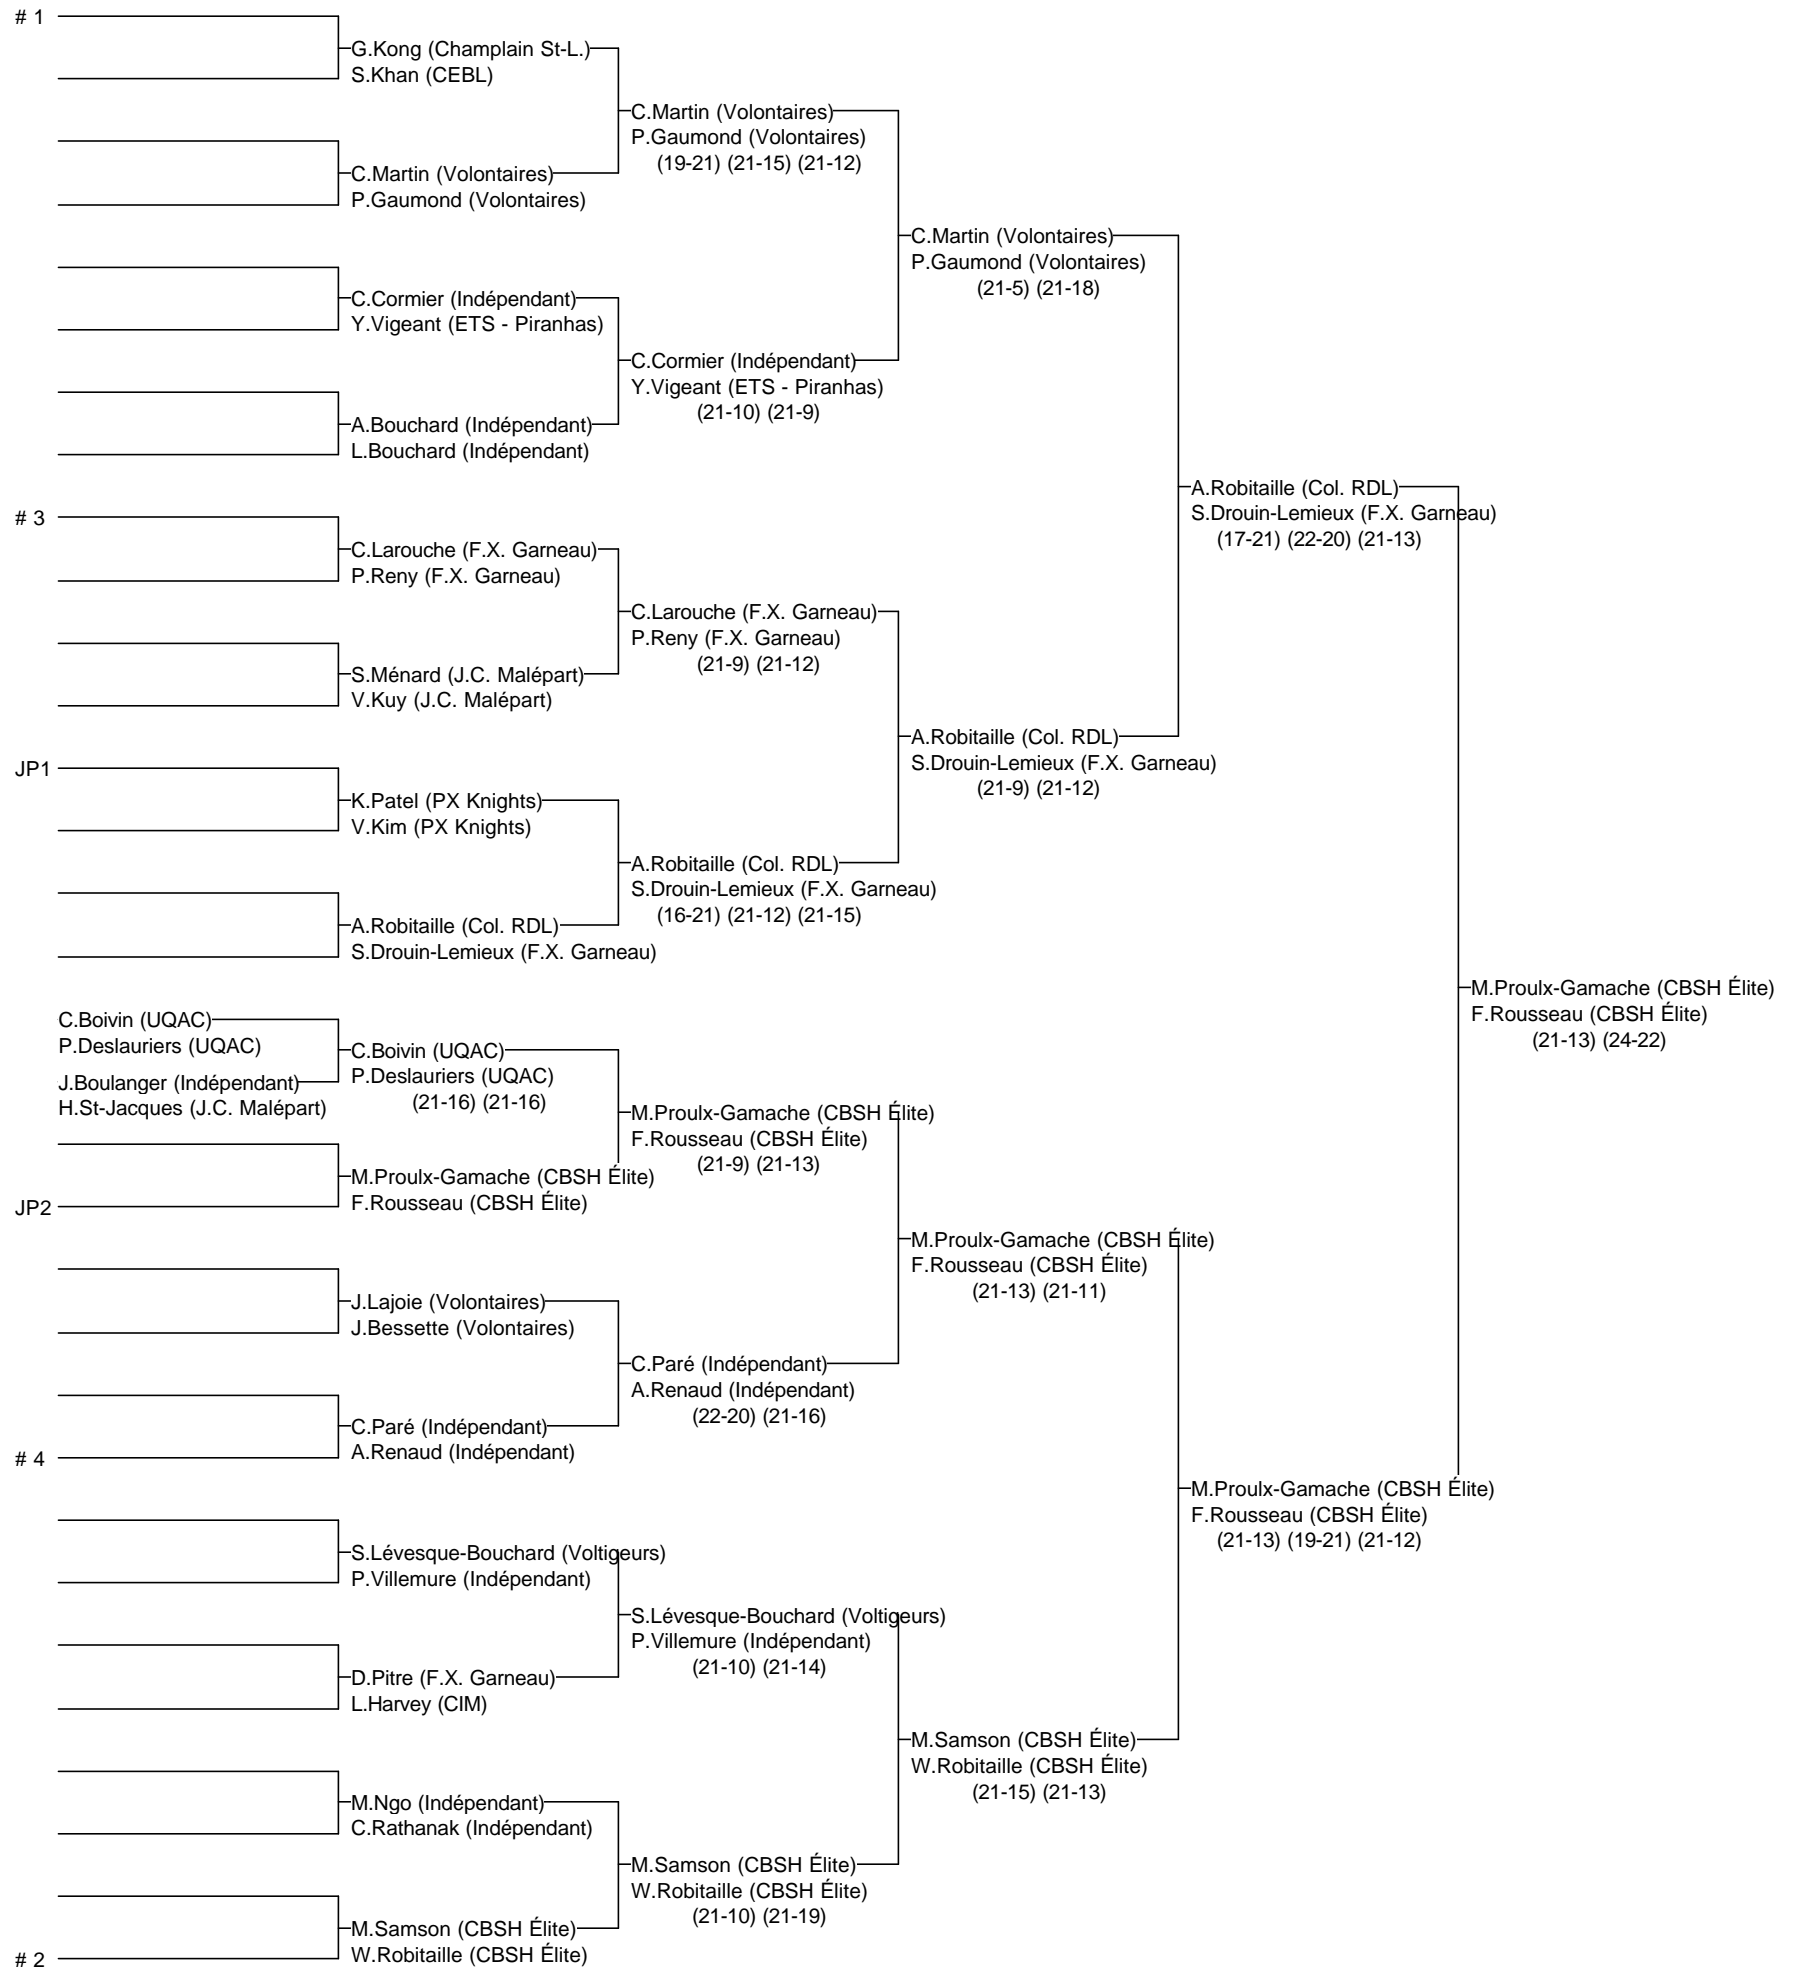 # 1
G.Kong (Champlain St-L.)
S.Khan (CEBL)
C.Martin (Volontaires)
P.Gaumond (Volontaires)
(19-21) (21-15) (21-12)
C.Martin (Volontaires)
P.Gaumond (Volontaires)
C.Martin (Volontaires)
P.Gaumond (Volontaires)
(21-5) (21-18)
C.Cormier (Indépendant)
Y.Vigeant (ETS - Piranhas)
C.Cormier (Indépendant)
Y.Vigeant (ETS - Piranhas)
(21-10) (21-9)
A.Bouchard (Indépendant)
L.Bouchard (Indépendant)
A.Robitaille (Col. RDL)
S.Drouin-Lemieux (F.X. Garneau)
(17-21) (22-20) (21-13)
# 3
C.Larouche (F.X. Garneau)
P.Reny (F.X. Garneau)
C.Larouche (F.X. Garneau)
P.Reny (F.X. Garneau)
(21-9) (21-12)
S.Ménard (J.C. Malépart)
V.Kuy (J.C. Malépart)
A.Robitaille (Col. RDL)
S.Drouin-Lemieux (F.X. Garneau)
(21-9) (21-12)
JP1
K.Patel (PX Knights)
V.Kim (PX Knights)
A.Robitaille (Col. RDL)
S.Drouin-Lemieux (F.X. Garneau)
(16-21) (21-12) (21-15)
A.Robitaille (Col. RDL)
S.Drouin-Lemieux (F.X. Garneau)
M.Proulx-Gamache (CBSH Élite)
F.Rousseau (CBSH Élite)
(21-13) (24-22)
C.Boivin (UQAC)
P.Deslauriers (UQAC)
C.Boivin (UQAC)
P.Deslauriers (UQAC)
(21-16) (21-16)
J.Boulanger (Indépendant)
H.St-Jacques (J.C. Malépart)
M.Proulx-Gamache (CBSH Élite)
F.Rousseau (CBSH Élite)
(21-9) (21-13)
M.Proulx-Gamache (CBSH Élite)
F.Rousseau (CBSH Élite)
JP2
M.Proulx-Gamache (CBSH Élite)
F.Rousseau (CBSH Élite)
(21-13) (21-11)
J.Lajoie (Volontaires)
J.Bessette (Volontaires)
C.Paré (Indépendant)
A.Renaud (Indépendant)
(22-20) (21-16)
C.Paré (Indépendant)
A.Renaud (Indépendant)
# 4
M.Proulx-Gamache (CBSH Élite)
F.Rousseau (CBSH Élite)
(21-13) (19-21) (21-12)
S.Lévesque-Bouchard (Voltigeurs)
P.Villemure (Indépendant)
S.Lévesque-Bouchard (Voltigeurs)
P.Villemure (Indépendant)
(21-10) (21-14)
D.Pitre (F.X. Garneau)
L.Harvey (CIM)
M.Samson (CBSH Élite)
W.Robitaille (CBSH Élite)
(21-15) (21-13)
M.Ngo (Indépendant)
C.Rathanak (Indépendant)
M.Samson (CBSH Élite)
W.Robitaille (CBSH Élite)
(21-10) (21-19)
M.Samson (CBSH Élite)
W.Robitaille (CBSH Élite)
# 2